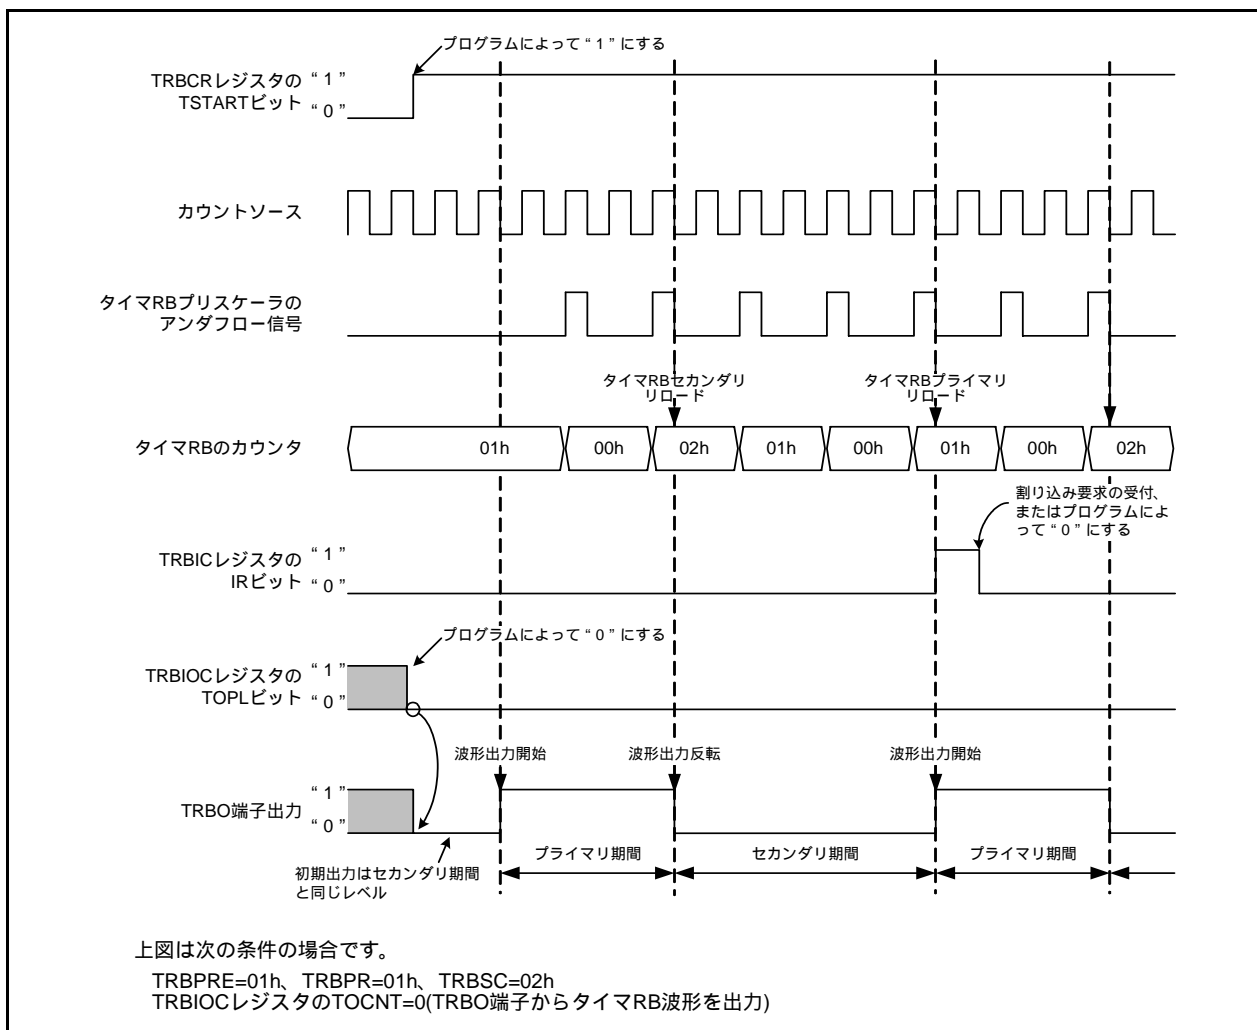 プログラムによって“1”にする
TRBCRレジスタの
TSTARTビット
“1”
“0”
カウントソース
タイマRBプリスケーラの
アンダフロー信号
タイマRBセカンダリ
リロード
タイマRBプライマリ
リロード
タイマRBのカウンタ
01h
00h
02h
01h
00h
01h
00h
02h
割り込み要求の受付、
またはプログラムによ
って“0”にする
TRBICレジスタの
IRビット
“1”
“0”
プログラムによって“0”にする
TRBIOCレジスタの
TOPLビット
“1”
“0”
波形出力開始
波形出力反転
波形出力開始
TRBO端子出力
“1”
“0”
プライマリ期間
セカンダリ期間
プライマリ期間
初期出力はセカンダリ期間
と同じレベル
上図は次の条件の場合です。
TRBPRE=01h、TRBPR=01h、TRBSC=02h
TRBIOCレジスタのTOCNT=0(TRBO端子からタイマRB波形を出力)